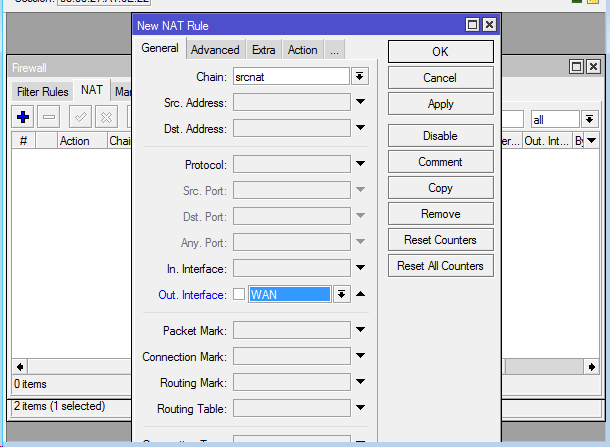 New NAT Rule
General Advanced Extra Action ...
Chain: srcnat
Src. Address:
Dst. Address:
Protocol:
Src. Port:
Dst. Port:
Any. Port:
In. Interface:
Out. Interface: WAN
Packet Mark:
Connection Mark:
Routing Mark:
Routing Table:
OK
Cancel
Apply
Disable
Comment
Copy
Remove
Reset Counters
Reset All Counters
Firewall
Filter Rules NAT
all
# Action Out. Int...
0 items
2 items (1 selected)